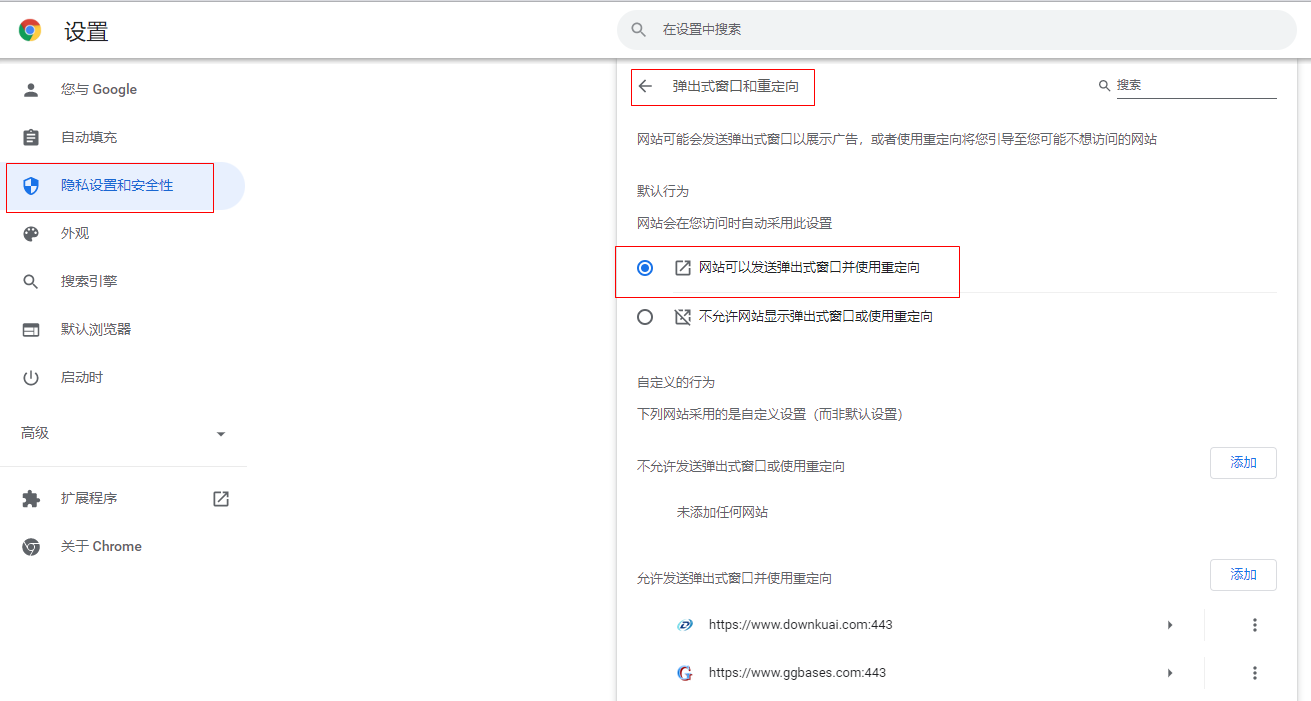 设置
在设置中搜索
您与 Google
自动填充
隐私设置和安全性
外观
搜索引擎
默认浏览器
启动时
高级
扩展程序
关于 Chrome
弹出式窗口和重定向
搜索
网站可能会发送弹出式窗口以展示广告，或者使用重定向将您引导至您可能不想访问的网站
默认行为
网站会在您访问时自动采用此设置
网站可以发送弹出式窗口并使用重定向
不允许网站显示弹出式窗口或使用重定向
自定义的行为
下列网站采用的是自定义设置（而非默认设置）
不允许发送弹出式窗口或使用重定向
添加
未添加任何网站
允许发送弹出式窗口并使用重定向
添加
https://www.downkuai.com:443
https://www.ggbases.com:443